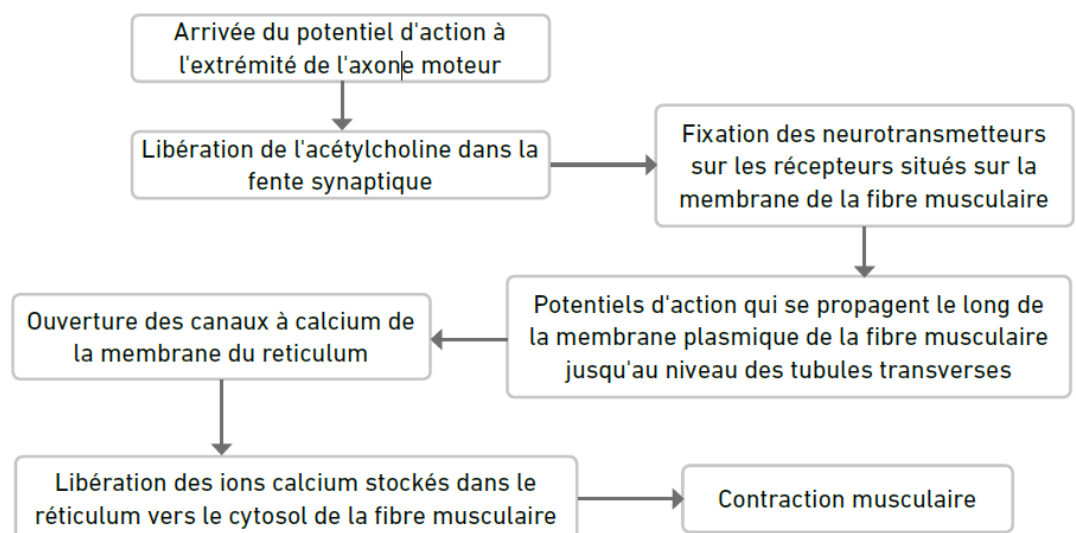 Arrivée du potentiel d'action à
l'extrémité de l'axone moteur
Libération de l'acétylcholine dans la
fente synaptique
Fixation des neurotransmetteurs
sur les récepteurs situés sur la
membrane de la fibre musculaire
Potentiels d'action qui se propagent le long de
la membrane plasmique de la fibre musculaire
jusqu'au niveau des tubules transverses
Ouverture des canaux à calcium de
la membrane du reticulum
Libération des ions calcium stockés dans le
réticulum vers le cytosol de la fibre musculaire
Contraction musculaire